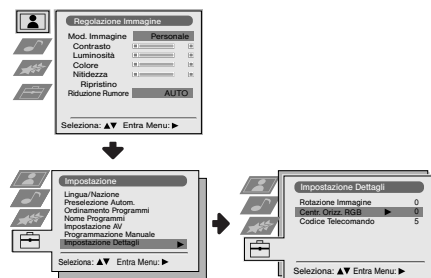 Regolazione Immagine
Mod. Immagine Personale
Contrasto
Luminosità
Colore
Nitidezza
Ripristino
Riduzione Rumore AUTO
Seleziona: ▲▼ Entra Menu: ▶
Impostazione
Lingua/Nazione
Preselezione Autom.
Ordinamento Programmi
Nome Programmi
Impostazione AV
Programmazione Manuale
Impostazione Dettagli ▶
Seleziona: ▲▼ Entra Menu: ▶
Impostazione Dettagli
Rotazione Immagine 0
Centr. Orizz. RGB ▶ 0
Codice Telecomando 5
Seleziona: ▲▼ Entra Menu: ▶